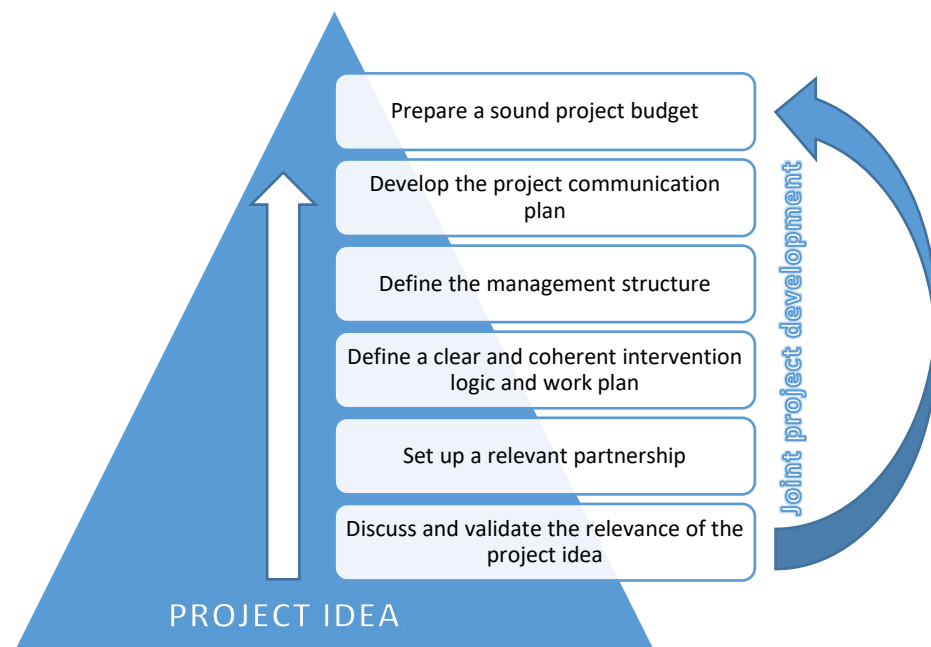 Prepare a sound project budget
Develop the project communication
plan
Define the management structure
Define a clear and coherent intervention
logic and work plan
Set up a relevant partnership
Discuss and validate the relevance of the
project idea
PROJECT IDEA
Joint project development